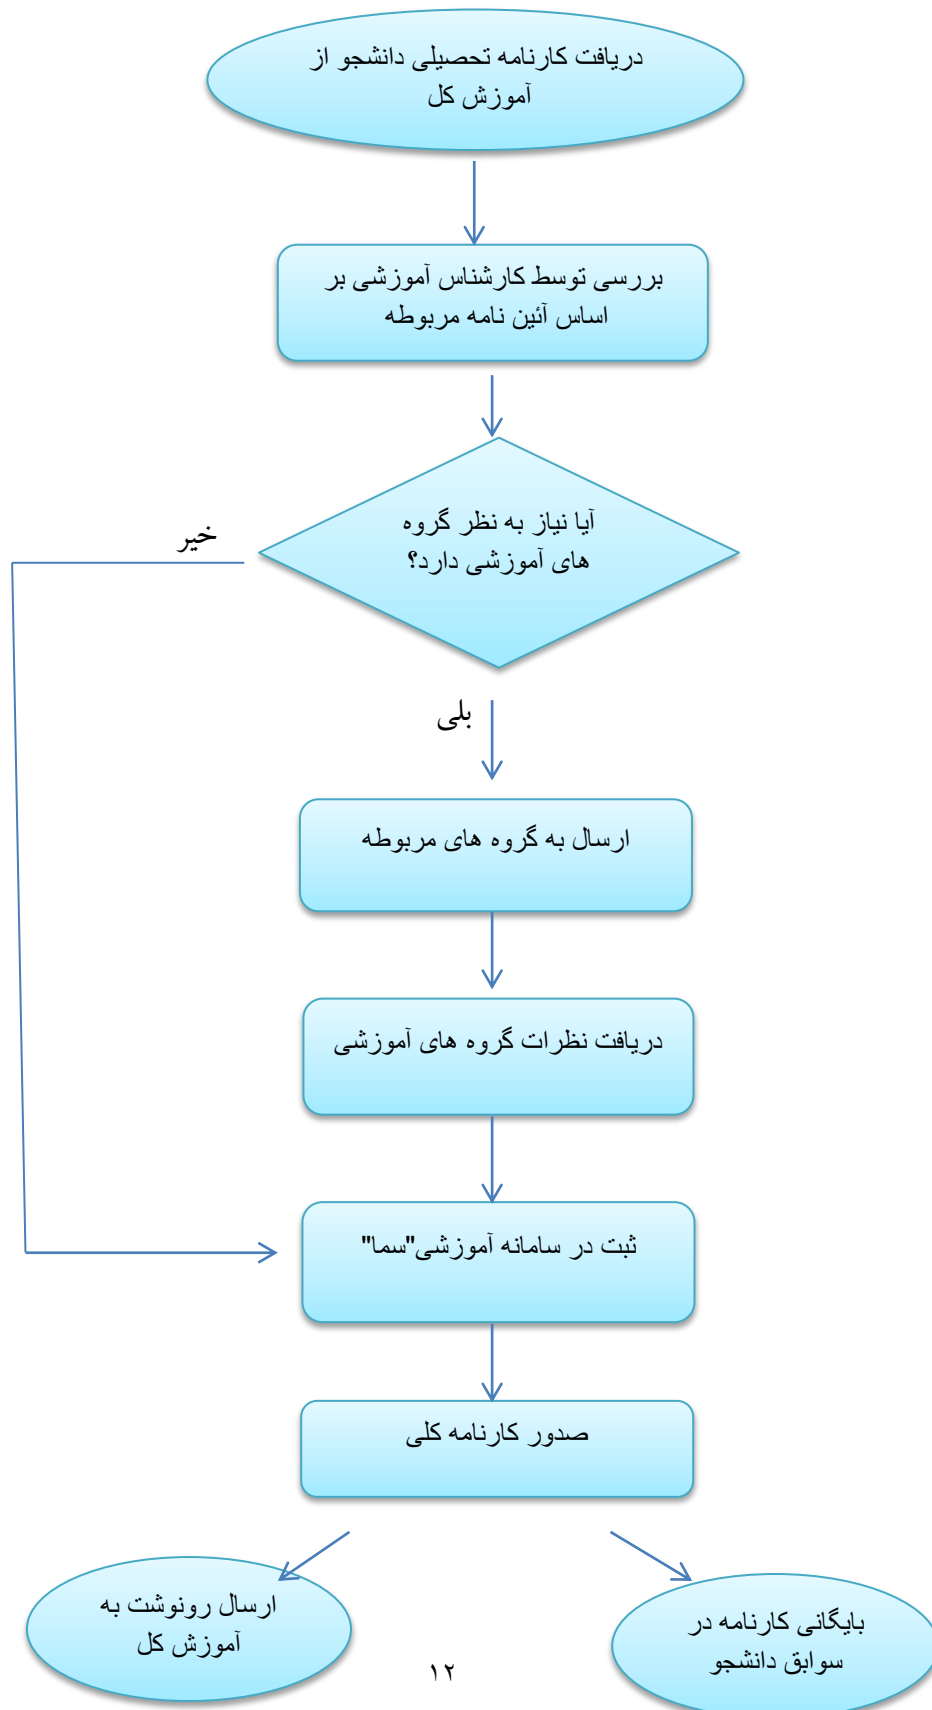 دریافت کارنامه تحصیلی دانشجو از
آموزش کل
بررسی توسط کارشناس آموزشی بر
اساس آئین نامه مربوطه
آیا نیاز به نظر گروه
های آموزشی دارد؟
خیر
بلی
ارسال به گروه های مربوطه
دریافت نظرات گروه های آموزشی
ثبت در سامانه آموزشی"سما"
صدور کارنامه کلی
بایگانی کارنامه در
سوابق دانشجو
ارسال رونوشت به
آموزش کل
۱۲